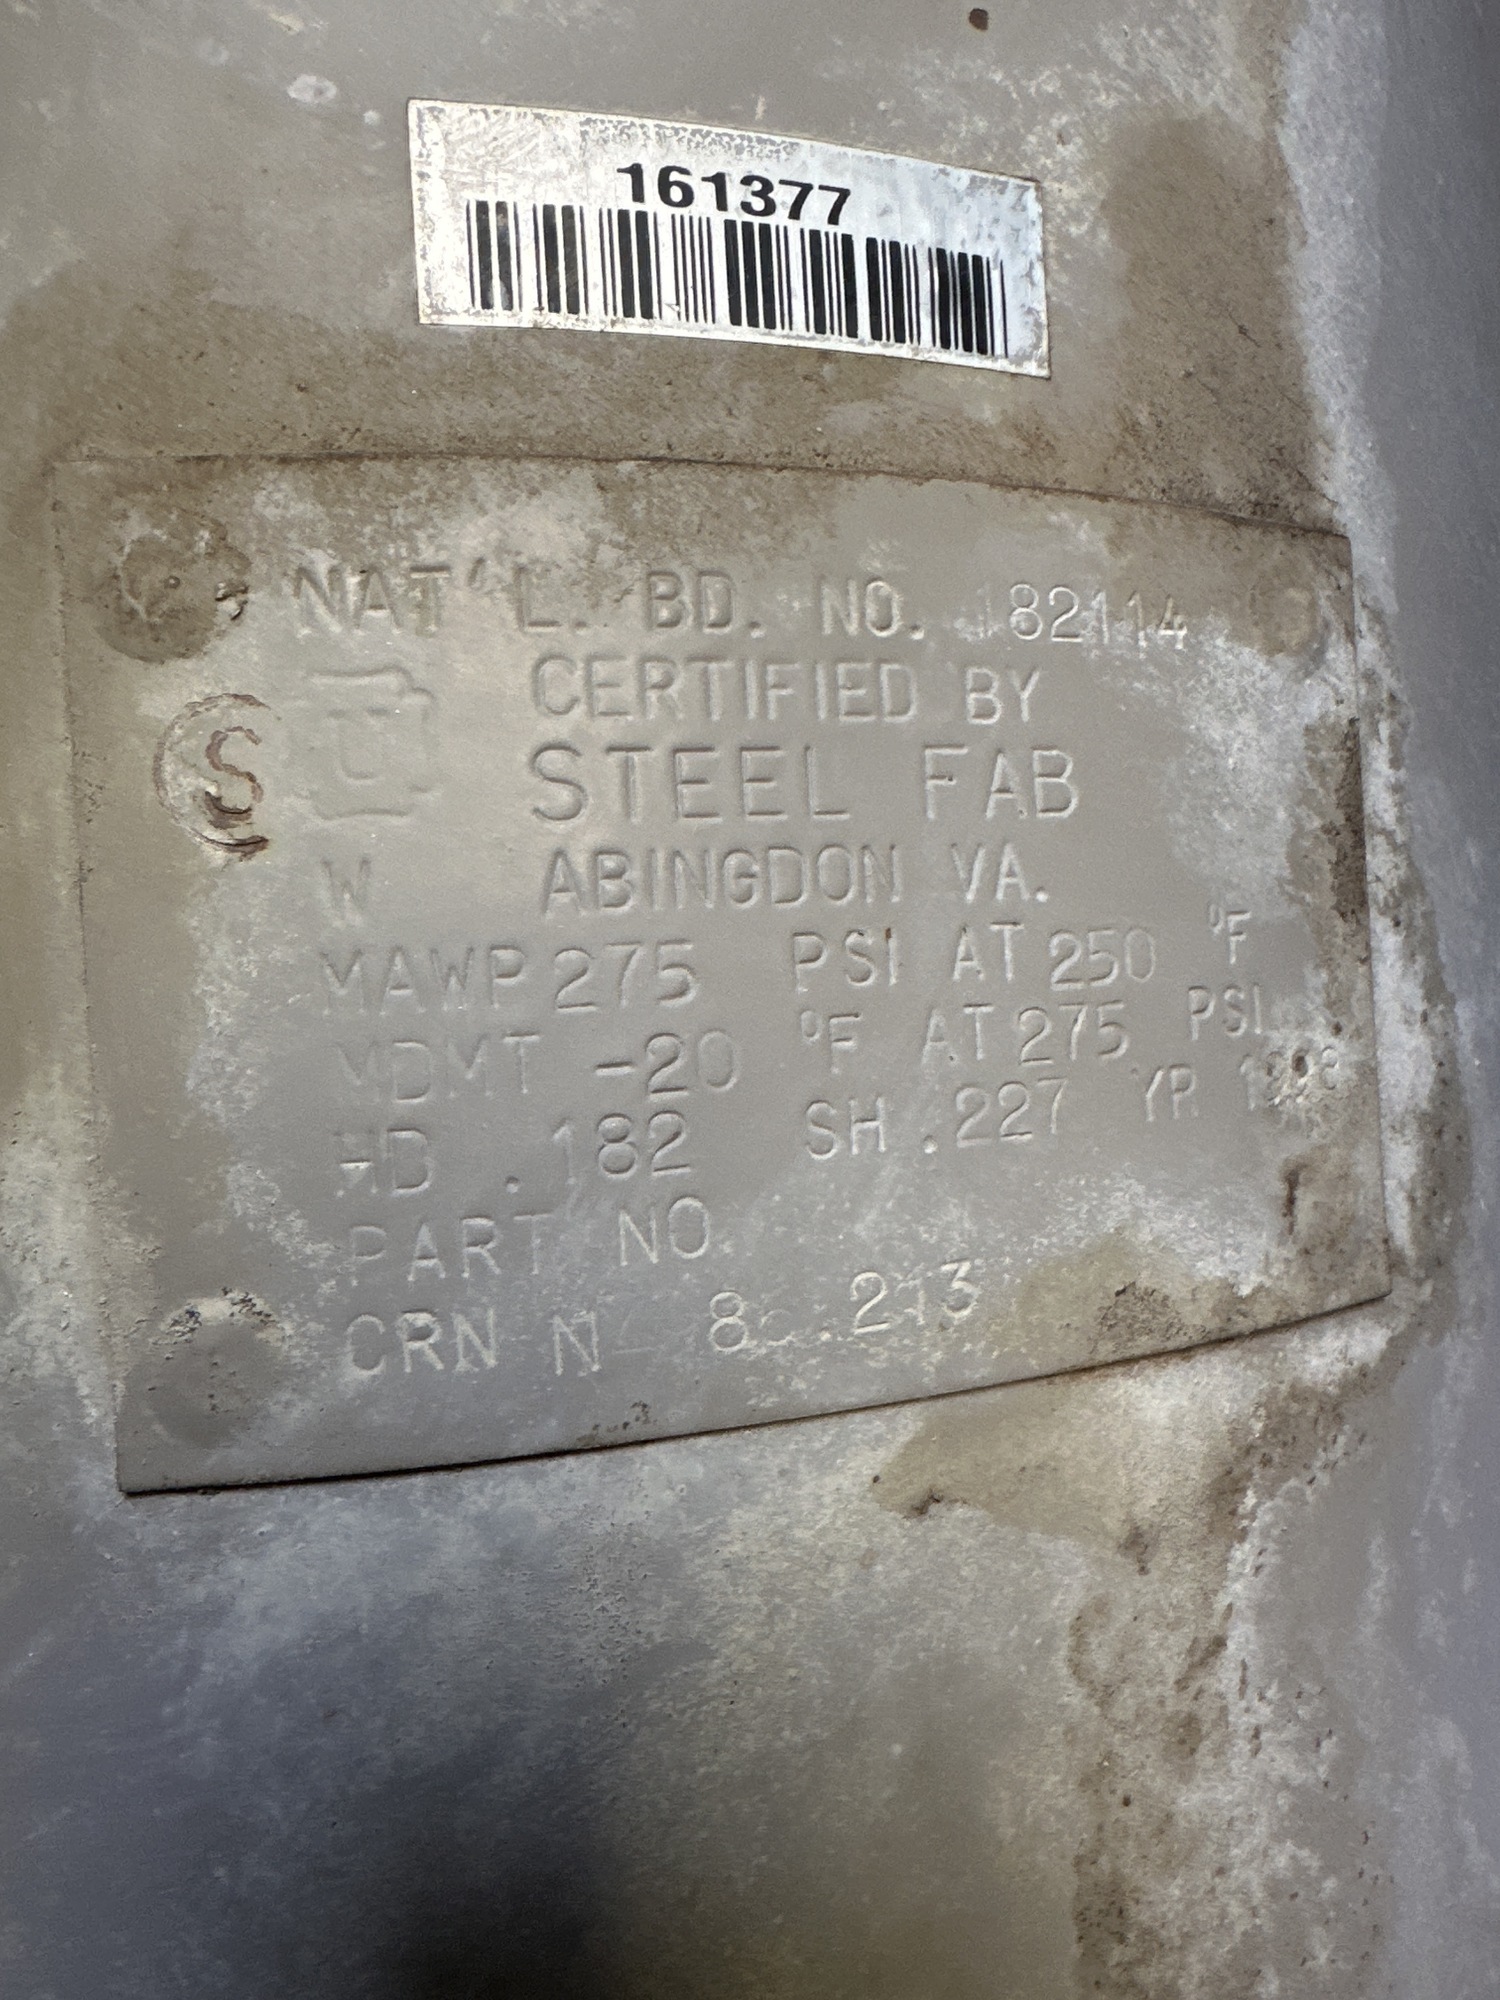 161377
NAT'L. BD. NO. 182114
CERTIFIED BY
S
STEEL FAB
W ABINGDON VA.
MAWP 275 PSI AT 250 °F
MDMT -20 °F AT 275 PSI
HD .182 SH .227 YR
PART NO.
CRN N